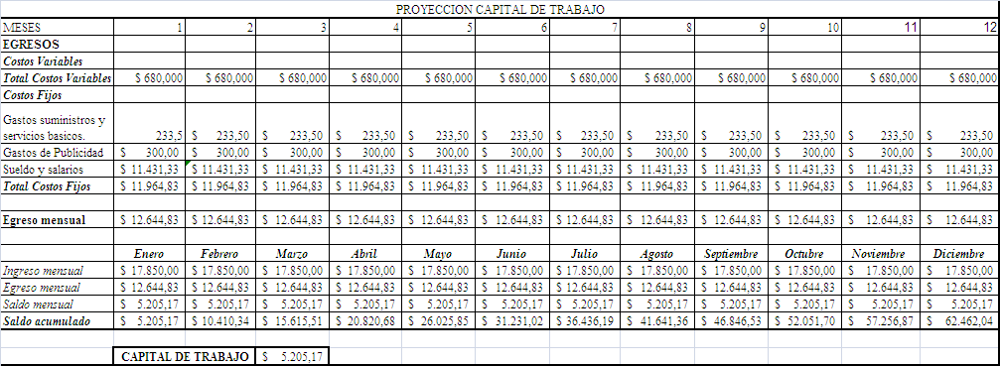 PROYECCION CAPITAL DE TRABAJO
MESES 1 2 3 4 5 6 7 8 9 10 11 12
EGRESOS
Costos Variables
Total Costos Variables $ 680,000 $ 680,000 $ 680,000 $ 680,000 $ 680,000 $ 680,000 $ 680,000 $ 680,000 $ 680,000 $ 680,000 $ 680,000 $ 680,000
Costos Fijos
Gastos suministros y
servicios basicos. 233,5 $ 233,50 $ 233,50 $ 233,50 $ 233,50 $ 233,50 $ 233,50 $ 233,50 $ 233,50 $ 233,50 $ 233,50 $ 233,50
Gastos de Publicidad $ 300,00 $ 300,00 $ 300,00 $ 300,00 $ 300,00 $ 300,00 $ 300,00 $ 300,00 $ 300,00 $ 300,00 $ 300,00 $ 300,00
Sueldo y salarios $ 11.431,33 $ 11.431,33 $ 11.431,33 $ 11.431,33 $ 11.431,33 $ 11.431,33 $ 11.431,33 $ 11.431,33 $ 11.431,33 $ 11.431,33 $ 11.431,33 $ 11.431,33
Total Costos Fijos $ 11.964,83 $ 11.964,83 $ 11.964,83 $ 11.964,83 $ 11.964,83 $ 11.964,83 $ 11.964,83 $ 11.964,83 $ 11.964,83 $ 11.964,83 $ 11.964,83 $ 11.964,83
Egreso mensual $ 12.644,83 $ 12.644,83 $ 12.644,83 $ 12.644,83 $ 12.644,83 $ 12.644,83 $ 12.644,83 $ 12.644,83 $ 12.644,83 $ 12.644,83 $ 12.644,83 $ 12.644,83
Enero Febrero Marzo Abril Mayo Junio Julio Agosto Septiembre Octubre Noviembre Diciembre
Ingreso mensual $ 17.850,00 $ 17.850,00 $ 17.850,00 $ 17.850,00 $ 17.850,00 $ 17.850,00 $ 17.850,00 $ 17.850,00 $ 17.850,00 $ 17.850,00 $ 17.850,00 $ 17.850,00
Egreso mensual $ 12.644,83 $ 12.644,83 $ 12.644,83 $ 12.644,83 $ 12.644,83 $ 12.644,83 $ 12.644,83 $ 12.644,83 $ 12.644,83 $ 12.644,83 $ 12.644,83 $ 12.644,83
Saldo mensual $ 5.205,17 $ 5.205,17 $ 5.205,17 $ 5.205,17 $ 5.205,17 $ 5.205,17 $ 5.205,17 $ 5.205,17 $ 5.205,17 $ 5.205,17 $ 5.205,17 $ 5.205,17
Saldo acumulado $ 5.205,17 $ 10.410,34 $ 15.615,51 $ 20.820,68 $ 26.025,85 $ 31.231,02 $ 36.436,19 $ 41.641,36 $ 46.846,53 $ 52.051,70 $ 57.256,87 $ 62.462,04
CAPITAL DE TRABAJO $ 5.205,17